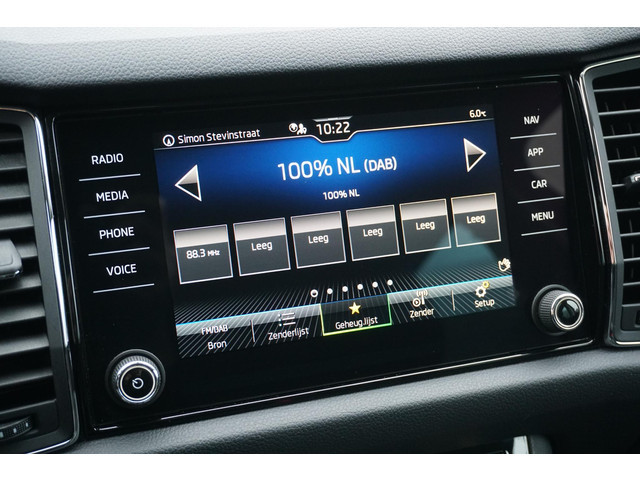 Simon Stevinstraat 10:22 6.0°C
RADIO
MEDIA
PHONE
VOICE
100% NL (DAB)
100% NL
88.3 MHz Leeg Leeg Leeg Leeg Leeg
FM/DAB
Bron
Zenderlijst
Geheug.lijst
Zender
Setup
NAV
APP
CAR
MENU